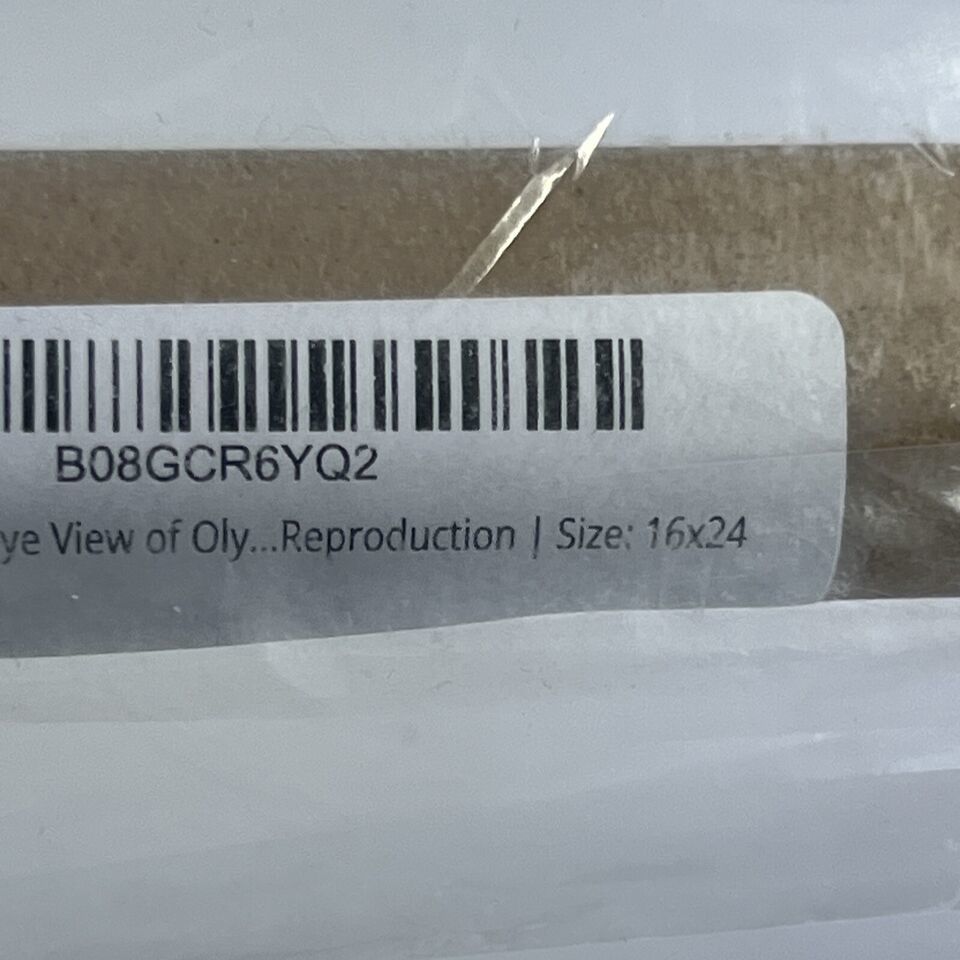 B08GCR6YQ2
ye View of Oly...Reproduction | Size: 16x24